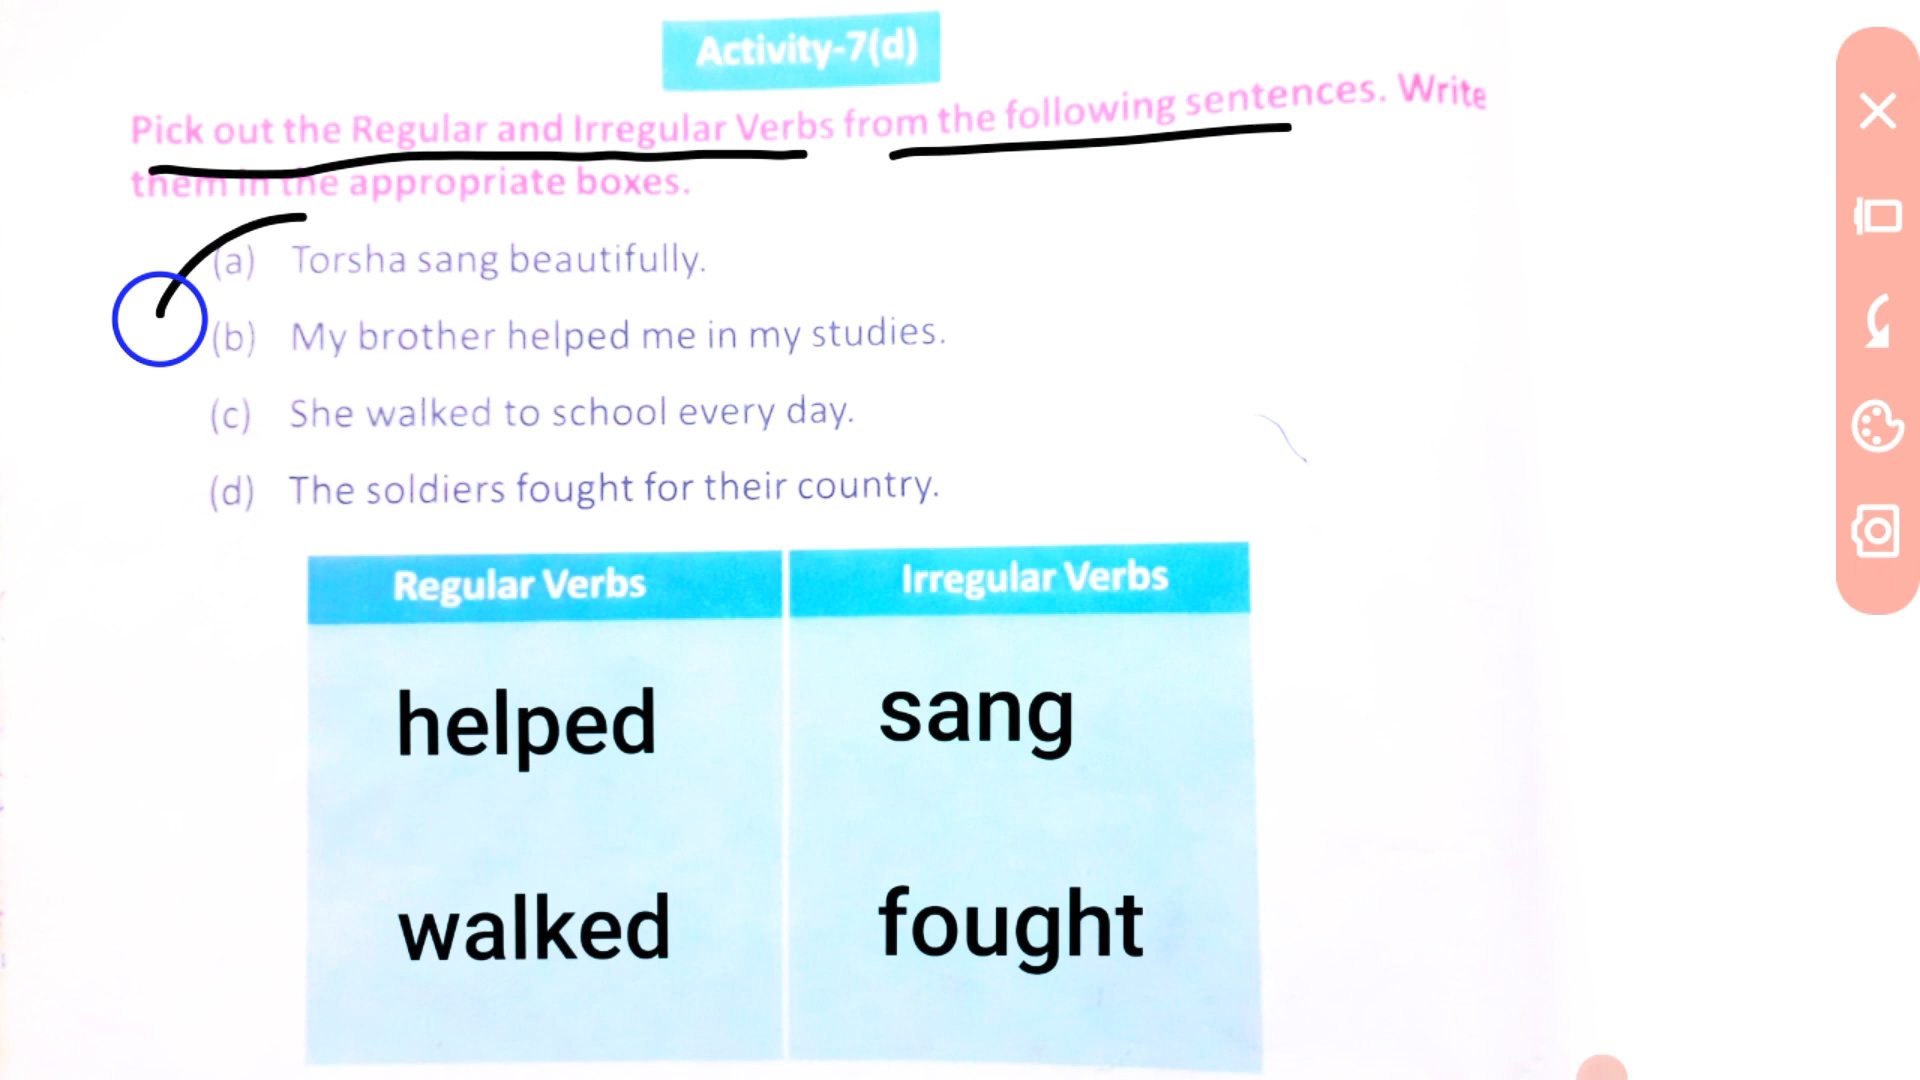 Activity-7(d)
Pick out the Regular and Irregular Verbs from the following sentences. Write
them in the appropriate boxes.
(a) Torsha sang beautifully.
(b) My brother helped me in my studies.
(c) She walked to school every day.
(d) The soldiers fought for their country.
Regular Verbs Irregular Verbs
helped sang
walked fought